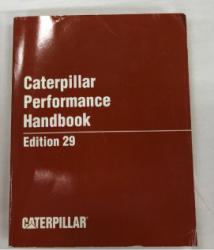 Caterpillar
Performance
Handbook
Edition 29
CATERPILLAR